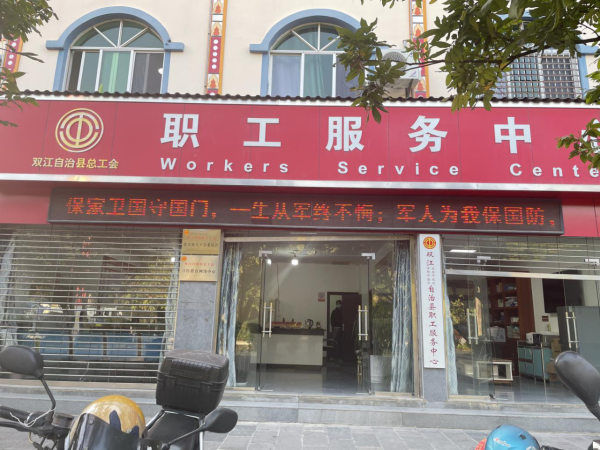 职工服务中
双江自治县总工会
Workers Service Cente
保家卫国守国门，一生从军终不悔；军人为我保国防，
双江
自治县职工服务中心